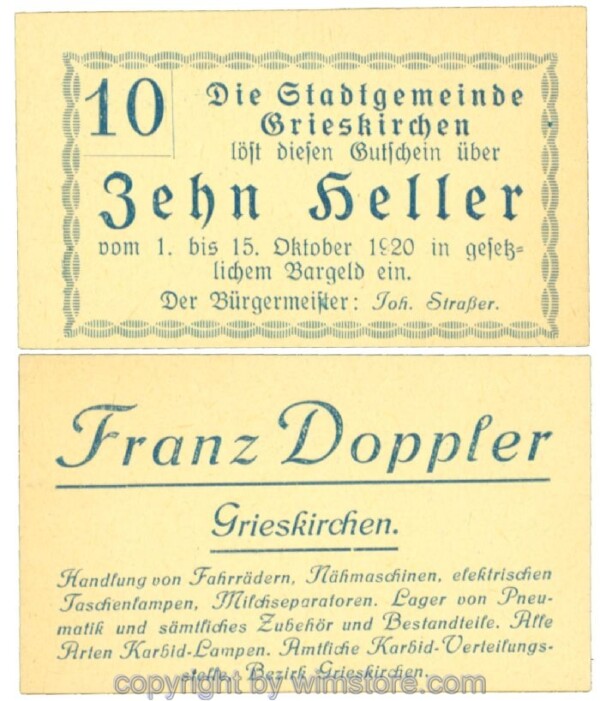 10
Die Stadtgemeinde
Grieskirchen
löst diesen Gutschein über
Zehn Heller
vom 1. bis 15. Oktober 1920 in gesetz-
lichem Bargeld ein.
Der Bürgermeister: Joh. Straßer.
Franz Doppler
Grieskirchen.
Handlung von Fahrrädern, Nähmaschinen, elektrischen
Taschenlampen, Milchseparatoren. Lager von Pneu-
matik und sämtliches Zubehör und Bestandteile. Alle
Arten Karbid-Lampen. Amtliche Karbid-Verteilungs-
stelle, Bezirk Grieskirchen.
copyright by wimstore.com